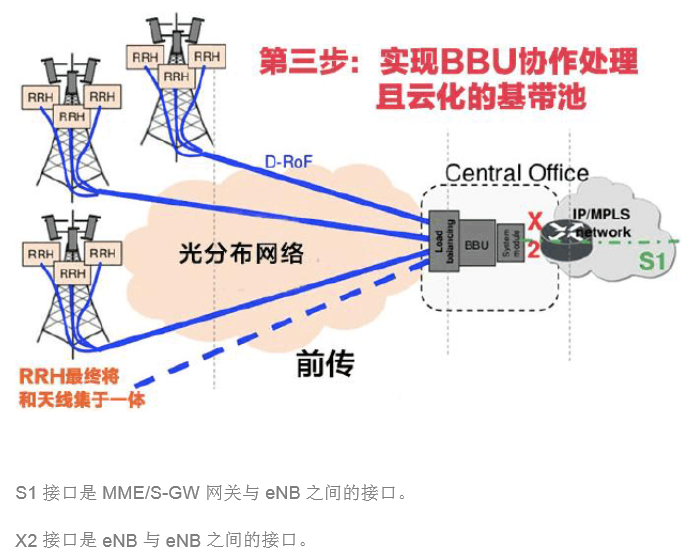 第三步：实现BBU协作处理
且云化的基带池
RRH
RRH
RRH
RRH
RRH
RRH
D-RoF
Central Office
光分布网络
Load balancing
BBU
System module
X
2
IP/MPLS
network
S1
RRH
RRH
RRH
前传
RRH最终将
和天线集于一体
S1 接口是 MME/S-GW 网关与 eNB 之间的接口。
X2 接口是 eNB 与 eNB 之间的接口。